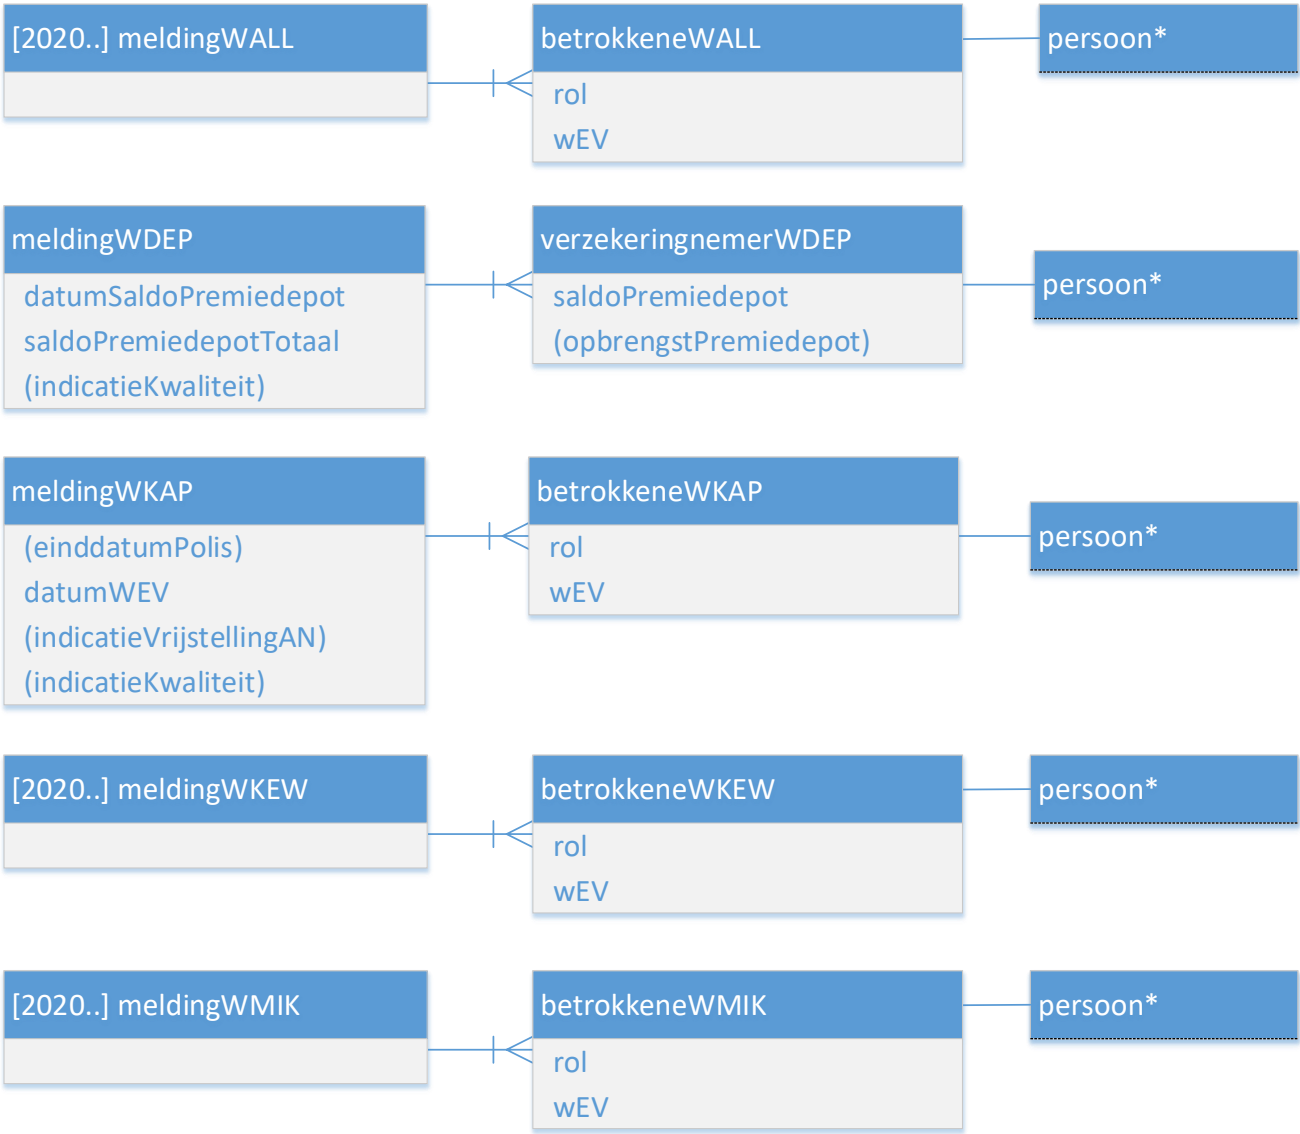 [2020..] meldingWALL
betrokkeneWALL
rol
wEV
persoon*
meldingWDEP
datumSaldoPremiedepot
saldoPremiedepotTotaal
(indicatieKwaliteit)
verzekeringnemerWDEP
saldoPremiedepot
(opbrengstPremiedepot)
persoon*
meldingWKAP
(einddatumPolis)
datumWEV
(indicatieVrijstellingAN)
(indicatieKwaliteit)
betrokkeneWKAP
rol
wEV
persoon*
[2020..] meldingWKEW
betrokkeneWKEW
rol
wEV
persoon*
[2020..] meldingWMIK
betrokkeneWMIK
rol
wEV
persoon*